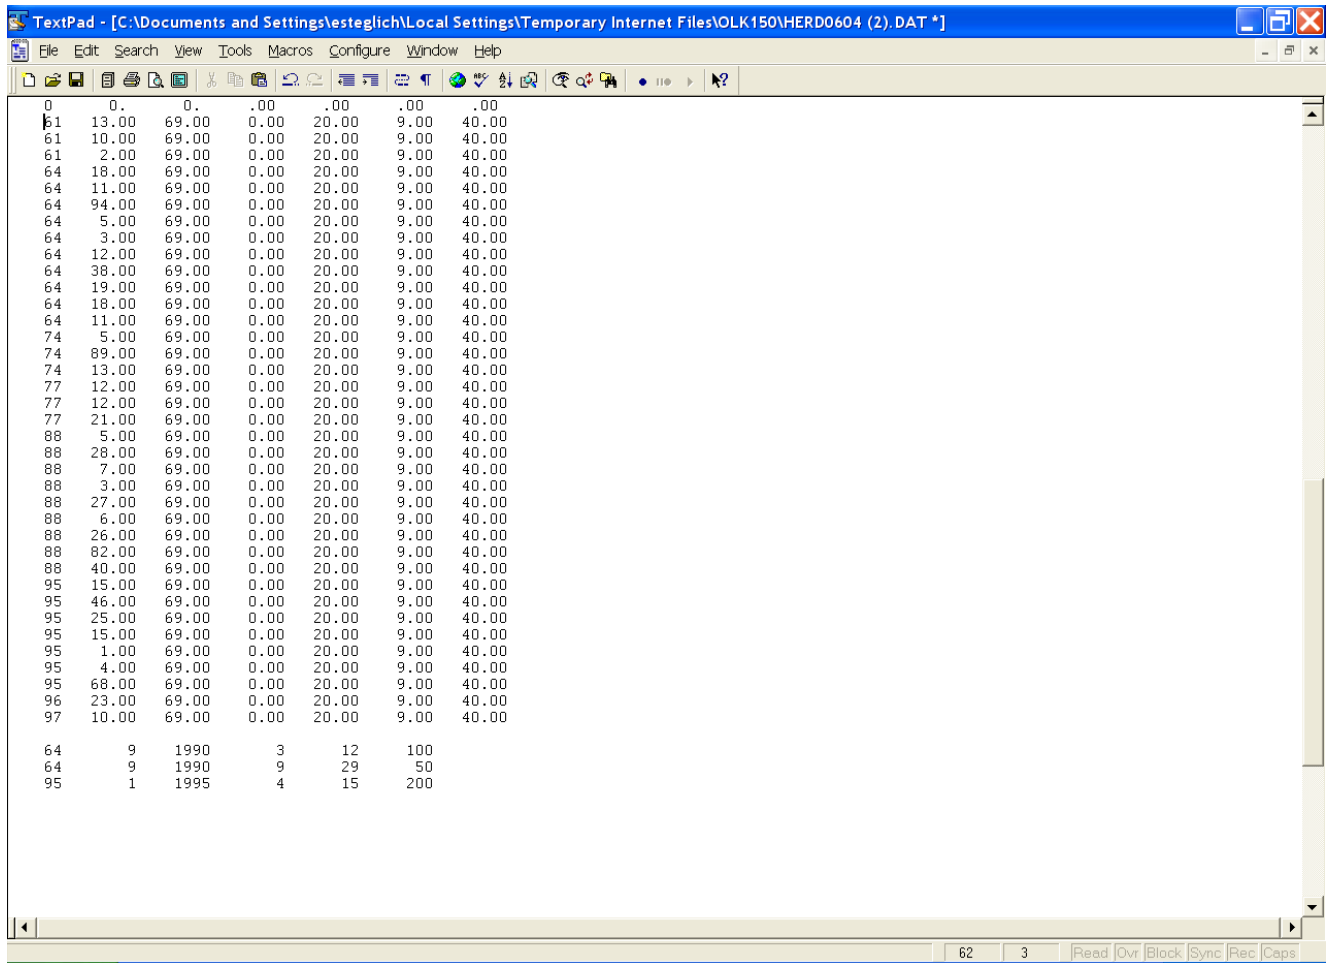 TextPad - [C:\Documents and Settings\esteglich\Local Settings\Temporary Internet Files\OLK150\HERD0604 (2).DAT *]
File Edit Search View Tools Macros Configure Window Help
0 0. 0. .00 .00 .00 .00
61 13.00 69.00 0.00 20.00 9.00 40.00
61 10.00 69.00 0.00 20.00 9.00 40.00
61 2.00 69.00 0.00 20.00 9.00 40.00
64 18.00 69.00 0.00 20.00 9.00 40.00
64 11.00 69.00 0.00 20.00 9.00 40.00
64 94.00 69.00 0.00 20.00 9.00 40.00
64 5.00 69.00 0.00 20.00 9.00 40.00
64 3.00 69.00 0.00 20.00 9.00 40.00
64 12.00 69.00 0.00 20.00 9.00 40.00
64 38.00 69.00 0.00 20.00 9.00 40.00
64 19.00 69.00 0.00 20.00 9.00 40.00
64 18.00 69.00 0.00 20.00 9.00 40.00
64 11.00 69.00 0.00 20.00 9.00 40.00
74 5.00 69.00 0.00 20.00 9.00 40.00
74 89.00 69.00 0.00 20.00 9.00 40.00
74 13.00 69.00 0.00 20.00 9.00 40.00
77 12.00 69.00 0.00 20.00 9.00 40.00
77 12.00 69.00 0.00 20.00 9.00 40.00
77 21.00 69.00 0.00 20.00 9.00 40.00
88 5.00 69.00 0.00 20.00 9.00 40.00
88 28.00 69.00 0.00 20.00 9.00 40.00
88 7.00 69.00 0.00 20.00 9.00 40.00
88 3.00 69.00 0.00 20.00 9.00 40.00
88 27.00 69.00 0.00 20.00 9.00 40.00
88 6.00 69.00 0.00 20.00 9.00 40.00
88 26.00 69.00 0.00 20.00 9.00 40.00
88 82.00 69.00 0.00 20.00 9.00 40.00
88 40.00 69.00 0.00 20.00 9.00 40.00
95 15.00 69.00 0.00 20.00 9.00 40.00
95 46.00 69.00 0.00 20.00 9.00 40.00
95 25.00 69.00 0.00 20.00 9.00 40.00
95 15.00 69.00 0.00 20.00 9.00 40.00
95 1.00 69.00 0.00 20.00 9.00 40.00
95 4.00 69.00 0.00 20.00 9.00 40.00
95 68.00 69.00 0.00 20.00 9.00 40.00
96 23.00 69.00 0.00 20.00 9.00 40.00
97 10.00 69.00 0.00 20.00 9.00 40.00
64 9 1990 3 12 100
64 9 1990 9 29 50
95 1 1995 4 15 200
62 3 Read Ovr Block Sync Rec Caps